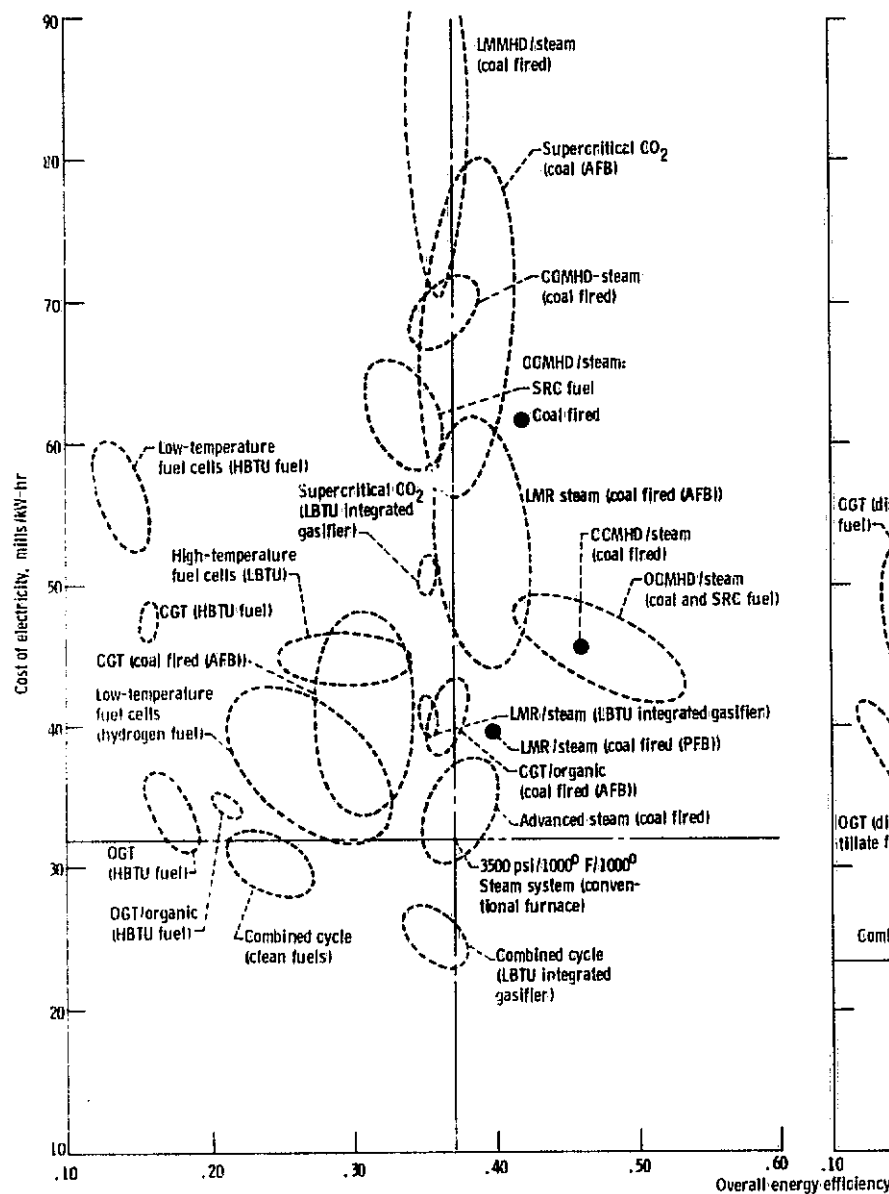 90
LMMHD/steam
(coal fired)
80
Supercritical CO2
(coal (AFB)
CGMHD-steam
(coal fired)
70
OGMHD/steam:
SRC fuel
Coal fired
60
Low-temperature
fuel cells (HBTU fuel)
Supercritical CO2
(LBTU integrated
gasifier)
LMR steam (coal fired (AFB))
CCMHD/steam
(coal fired)
OCMHD/steam
(coal and SRC fuel)
High-temperature
fuel cells (LBTU)
50
CGT (HBTU fuel)
CGT (coal fired (AFB))
Low-temperature
fuel cells
(hydrogen fuel)
40
LMR/steam (LBTU integrated gasifier)
LMR/steam (coal fired (PFB))
CGT/organic
(coal fired (AFB))
Advanced steam (coal fired)
OGT
(HBTU fuel)
30
3500 psi/1000⁰ F/1000⁰
Steam system (conven-
tional furnace)
OGT/organic
(HBTU fuel)
Combined cycle
(clean fuels)
Combined cycle
(LBTU integrated
gasifier)
20
10
.10
.20
.30
.40
.50
.60
.10
Cost of electricity, mills/kW-hr
Overall energy efficiency
fuel)
OGT (di
tillate f